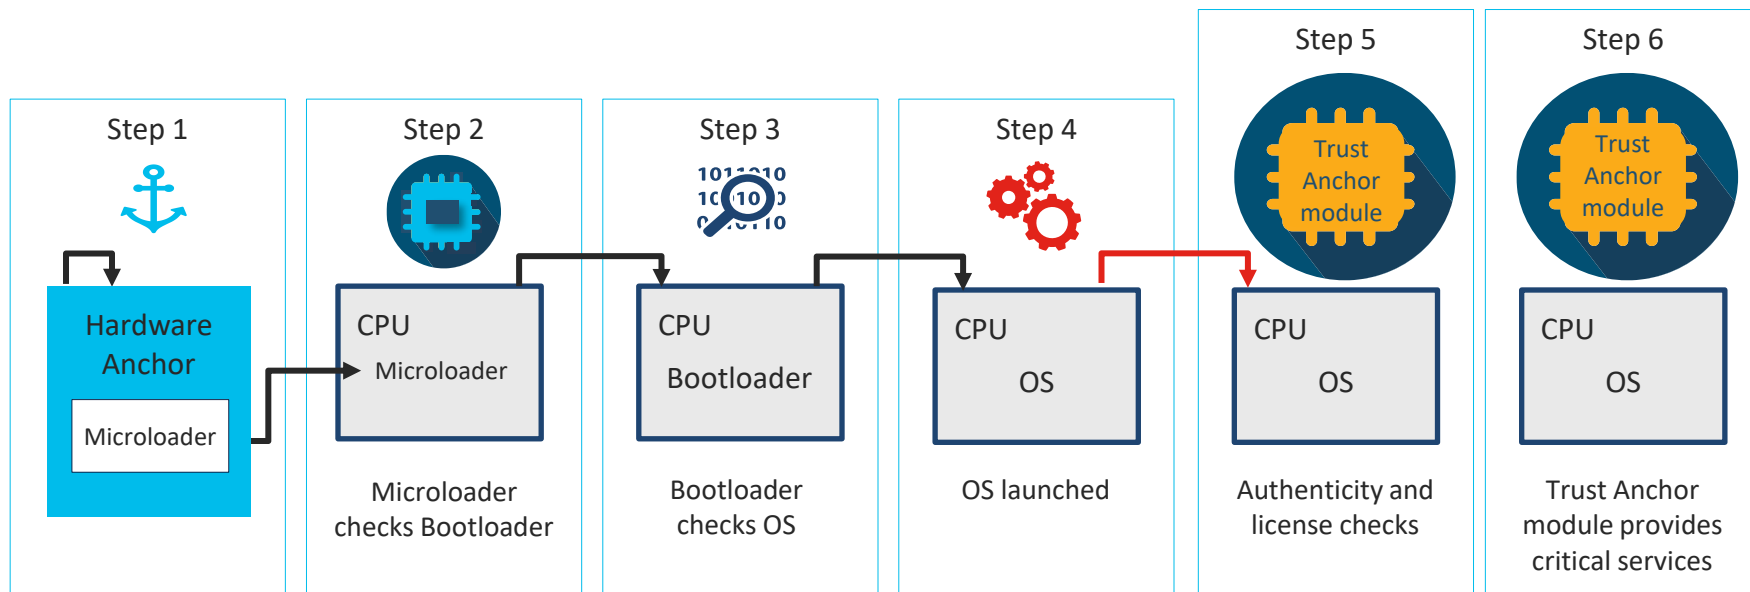 Step 1
Hardware
Anchor
Microloader
Step 2
CPU
Microloader
Microloader
checks Bootloader
Step 3
1011010
CPU
Bootloader
Bootloader
checks OS
Step 4
CPU
OS
OS launched
Step 5
Trust
Anchor
module
CPU
OS
Authenticity and
license checks
Step 6
Trust
Anchor
module
CPU
OS
Trust Anchor
module provides
critical services